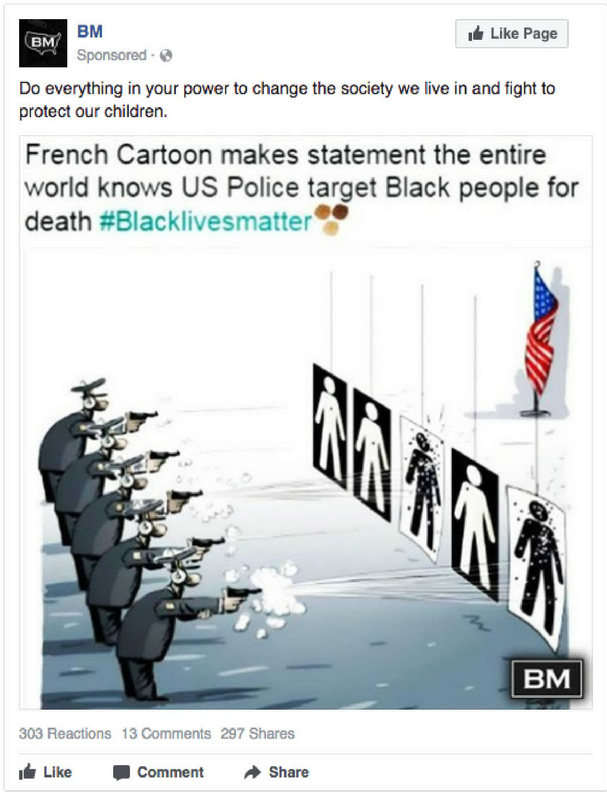 BM
BM
Like Page
Sponsored ·
Do everything in your power to change the society we live in and fight to
protect our children.
French Cartoon makes statement the entire
world knows US Police target Black people for
death #Blacklivesmatter
BM
303 Reactions 13 Comments 297 Shares
Like Comment Share